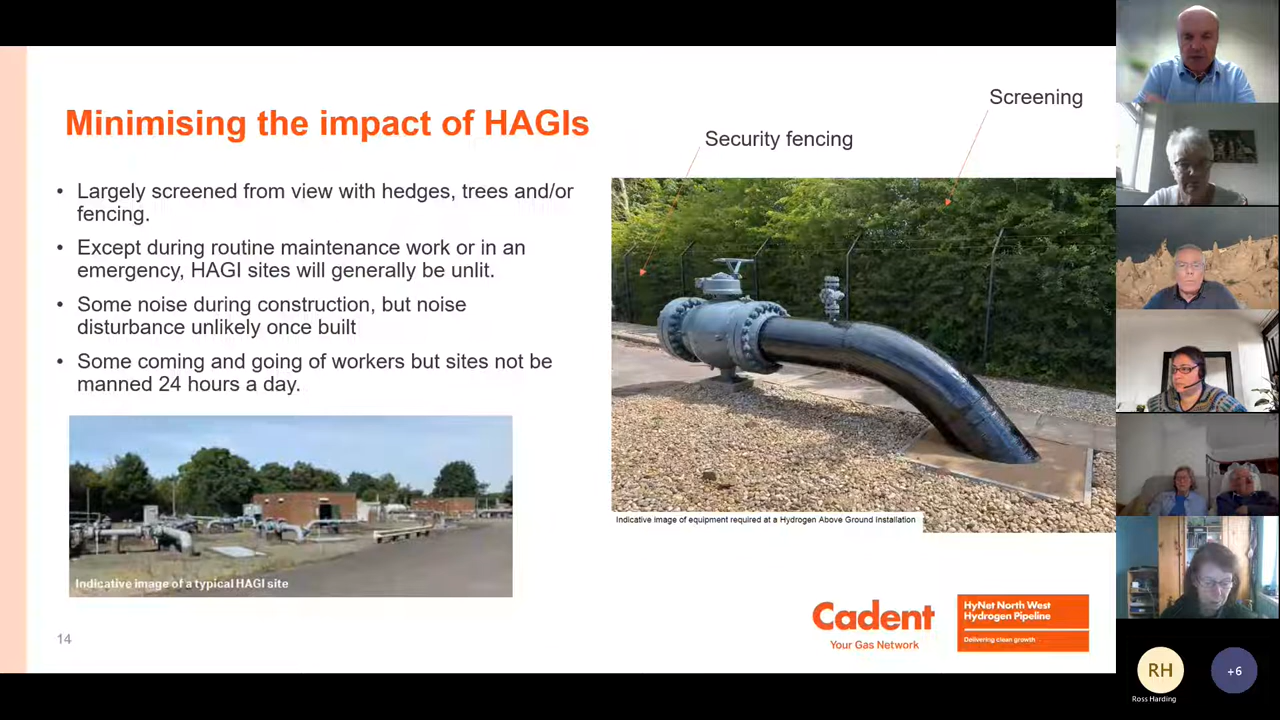 Minimising the impact of HAGIs
Screening
Security fencing
• Largely screened from view with hedges, trees and/or
fencing.
• Except during routine maintenance work or in an
emergency, HAGI sites will generally be unlit.
• Some noise during construction, but noise
disturbance unlikely once built
• Some coming and going of workers but sites not be
manned 24 hours a day.
Indicative image of equipment required at a Hydrogen Above Ground Installation
Indicative image of a typical HAGI site
14
Cadent
Your Gas Network
HyNet North West
Hydrogen Pipeline
Delivering clean growth
RH
Ross Harding
+6